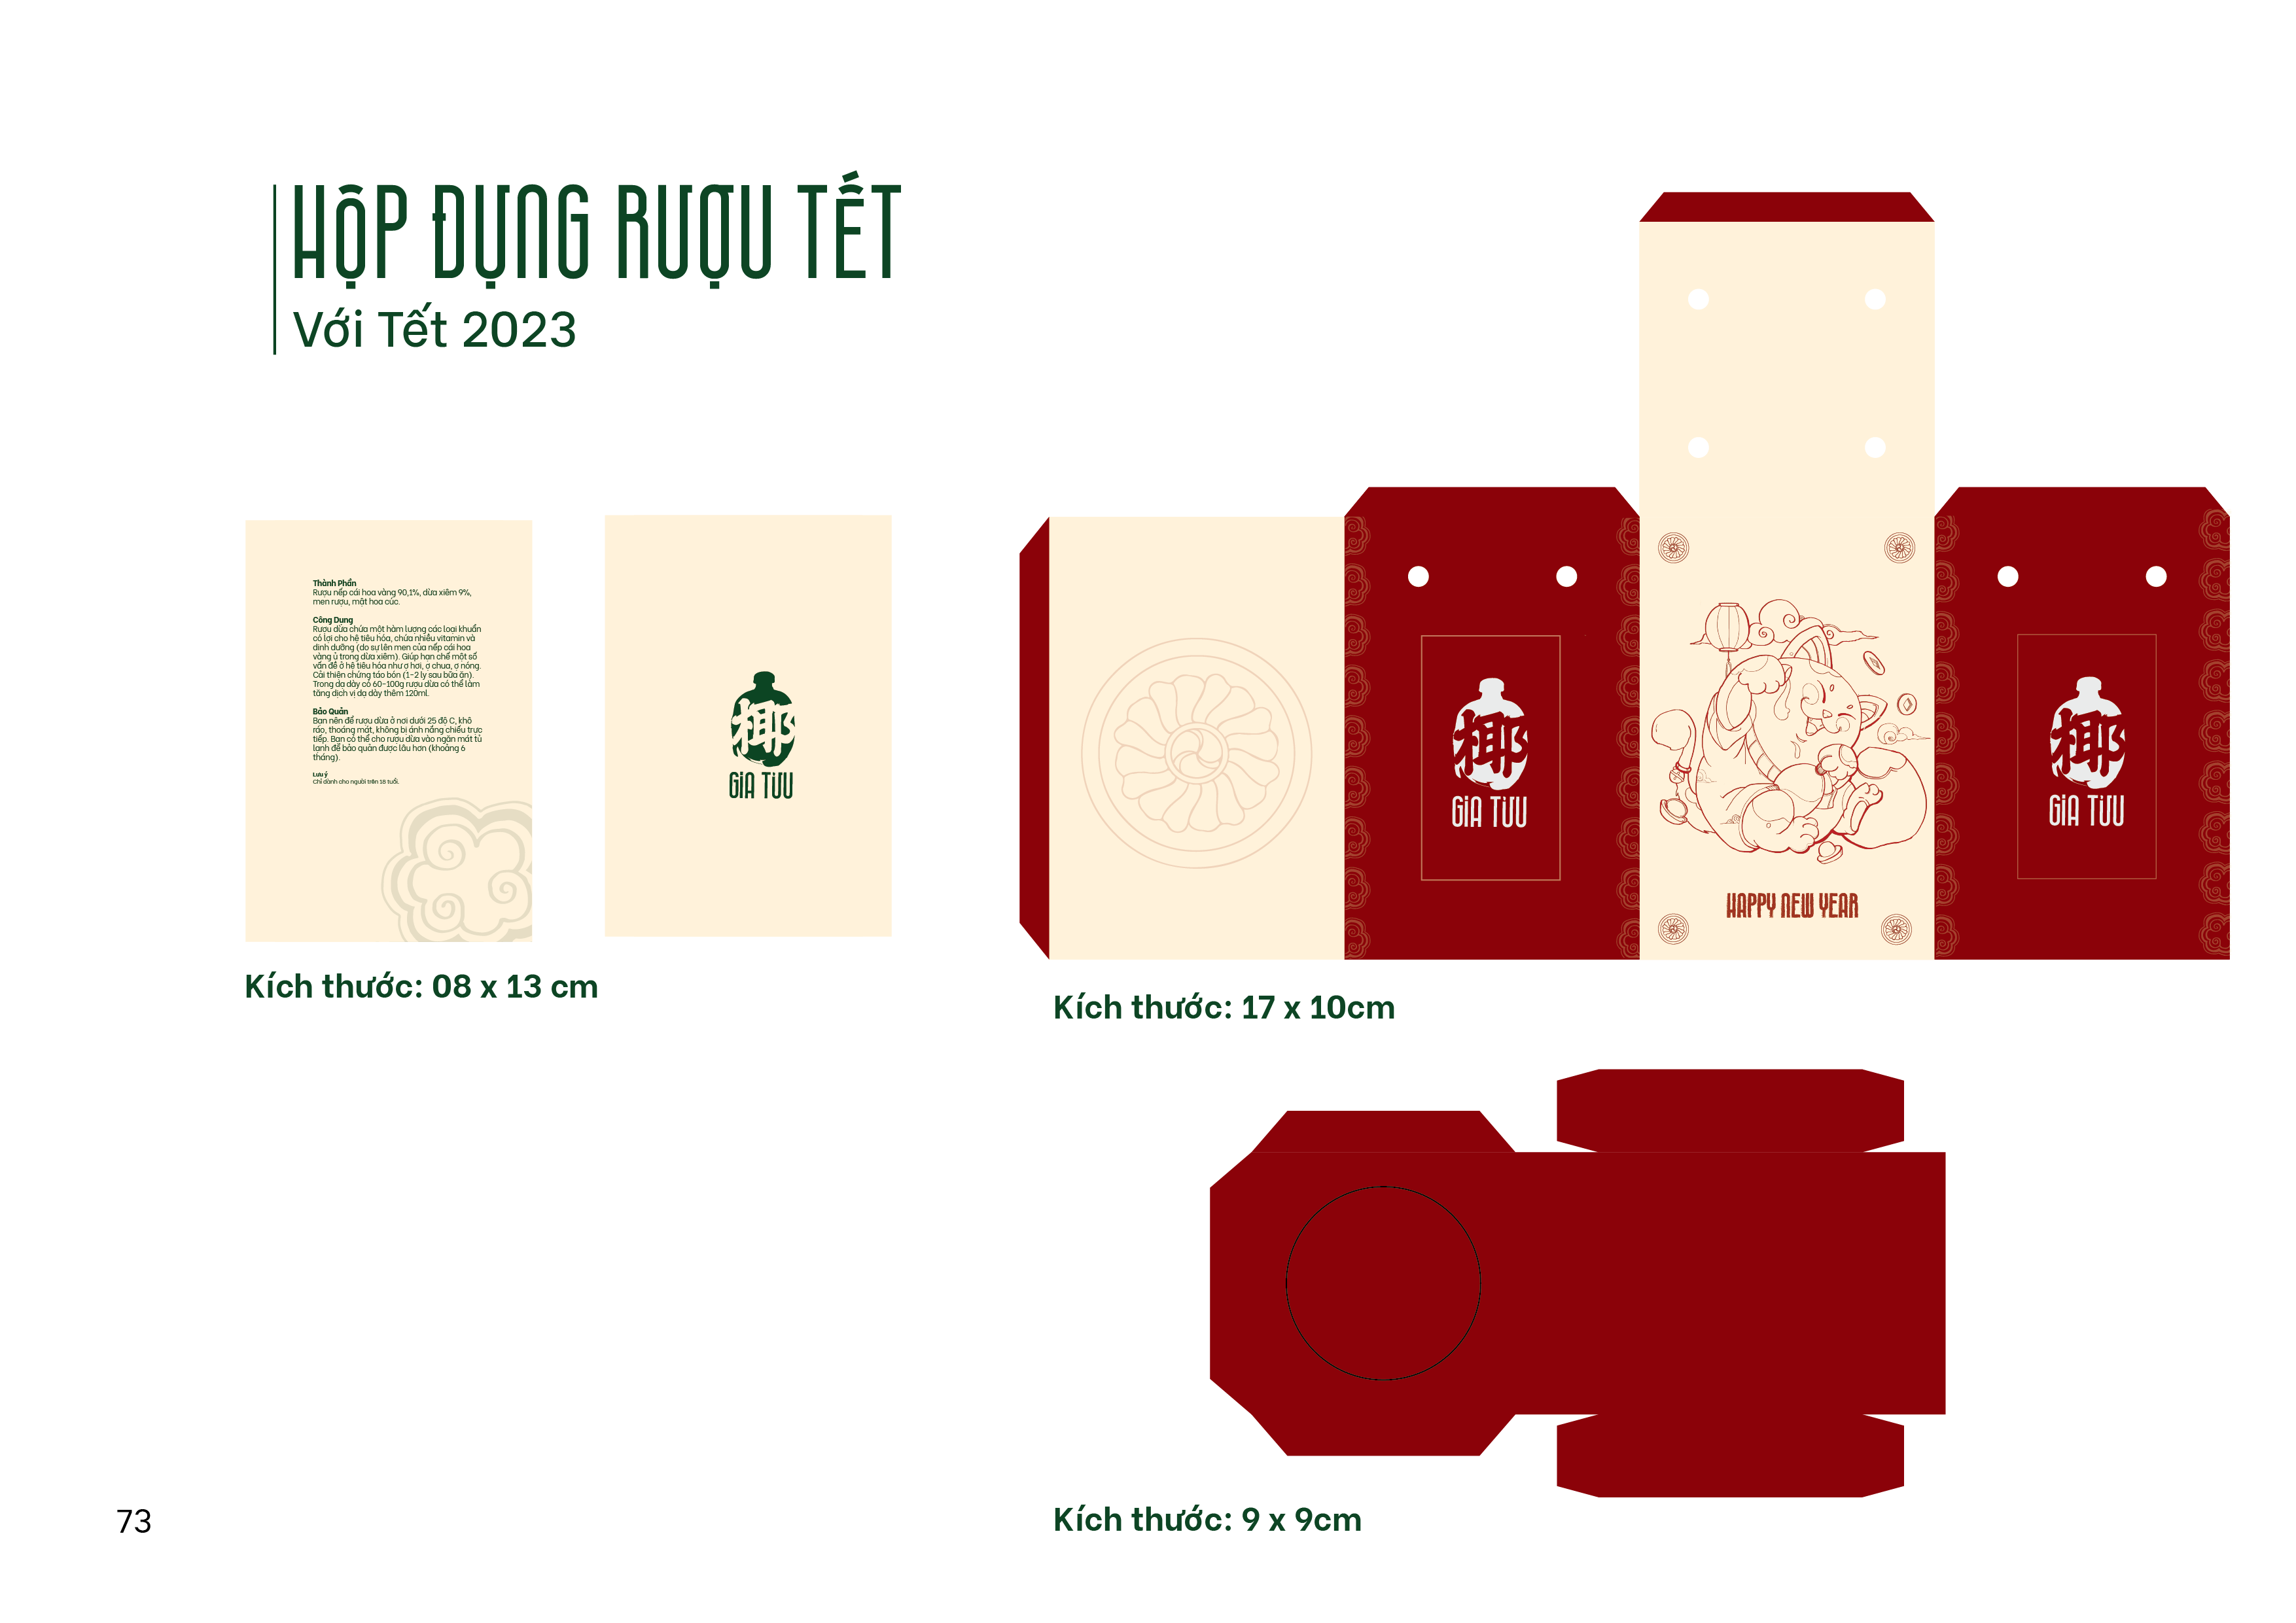 HỘP ĐỰNG RƯỢU TẾT
Với Tết 2023
Thành Phần
Rượu nếp cái hoa vàng 90,1%, dừa xiêm 9%,
men rượu, mật hoa cúc.
Công Dụng
Rượu dừa chứa một hàm lượng các loại khuẩn
có lợi cho hệ tiêu hóa, chứa nhiều vitamin và
dinh dưỡng (do sự lên men của nếp cái hoa
vàng ủ trong dừa xiêm). Giúp hạn chế một số
vấn đề ở hệ tiêu hóa như ợ hơi, ợ chua, ợ nóng.
Cải thiện chứng táo bón (1-2 ly sau bữa ăn).
Trong dạ dày có 60-100g rượu dừa có thể làm
tăng dịch vị dạ dày thêm 120ml.
Bảo Quản
Bạn nên để rượu dừa ở nơi dưới 25 độ C, khô
ráo, thoáng mát, không bị ánh nắng chiếu trực
tiếp. Bạn có thể cho rượu dừa vào ngăn mát tủ
lạnh để bảo quản được lâu hơn (khoảng 6
tháng).
Lưu ý
Chỉ dành cho người trên 18 tuổi.
椰
GIA TỬU
Kích thước: 08 x 13 cm
椰
GIA TỬU
HAPPY NEW YEAR
椰
GIA TỬU
Kích thước: 17 x 10cm
Kích thước: 9 x 9cm
73